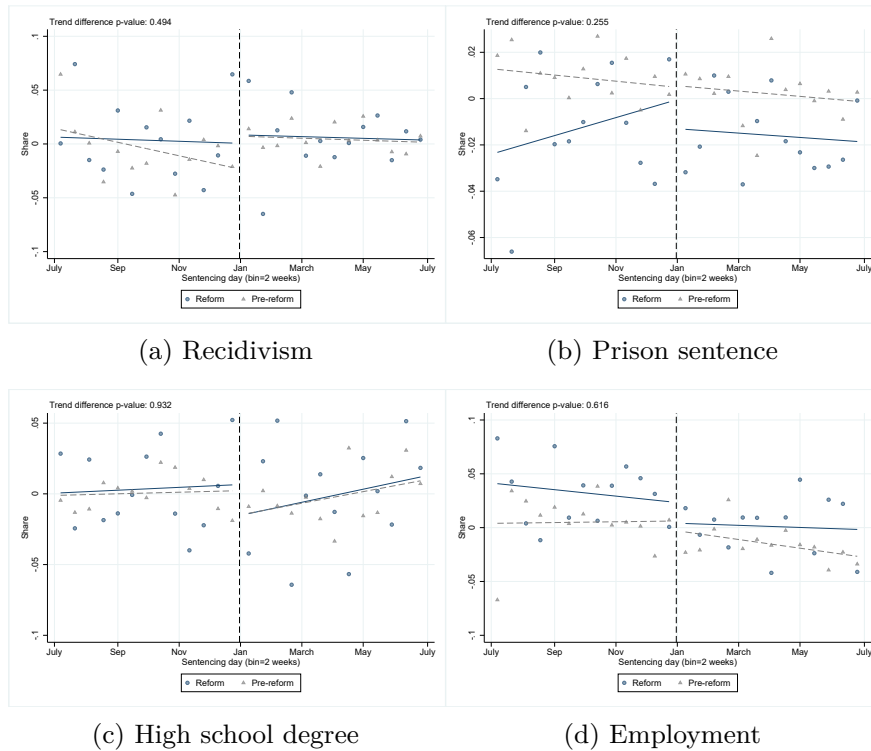 Trend difference p-value: 0.494
.1
.05
0
-.05
-.1
Share
July Sep Nov Jan March May July
Sentencing day (bin=2 weeks)
Reform Pre-reform
(a) Recidivism
Trend difference p-value: 0.255
.02
0
-.02
-.04
-.06
Share
July Sep Nov Jan March May July
Sentencing day (bin=2 weeks)
Reform Pre-reform
(b) Prison sentence
Trend difference p-value: 0.932
.05
0
-.05
-.1
Share
July Sep Nov Jan March May July
Sentencing day (bin=2 weeks)
Reform Pre-reform
(c) High school degree
Trend difference p-value: 0.616
.1
.05
0
-.05
-.1
Share
July Sep Nov Jan March May July
Sentencing day (bin=2 weeks)
Reform Pre-reform
(d) Employment